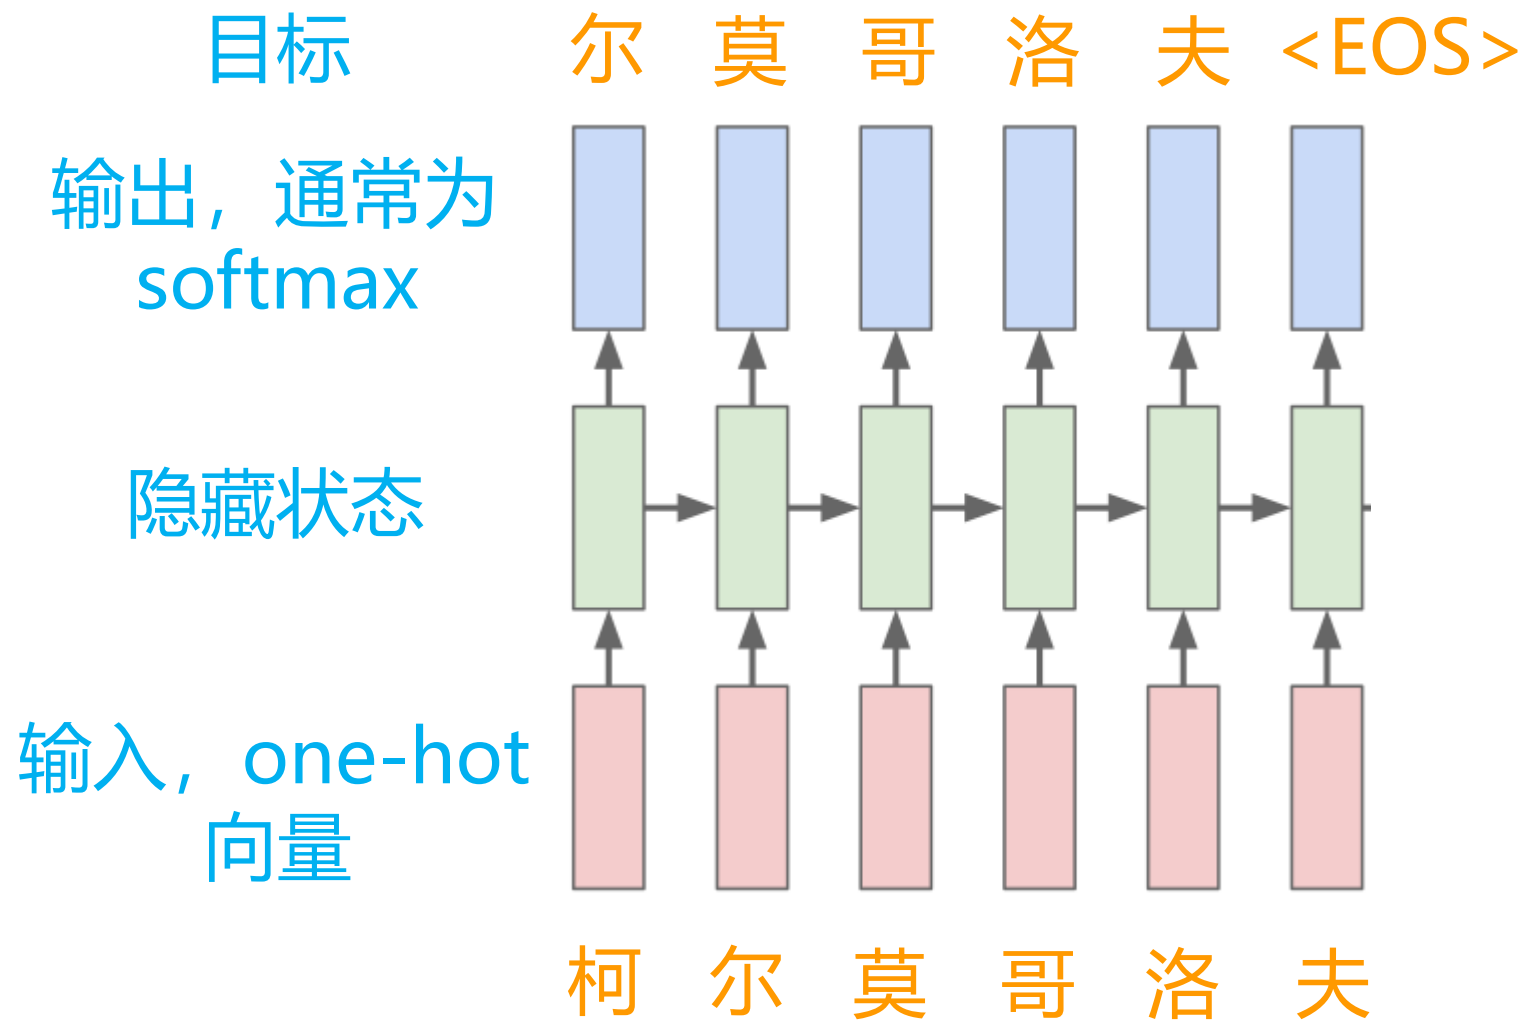 目标 尔 莫 哥 洛 夫 <EOS>
输出，通常为
softmax
隐藏状态
输入，one-hot
向量
柯 尔 莫 哥 洛 夫